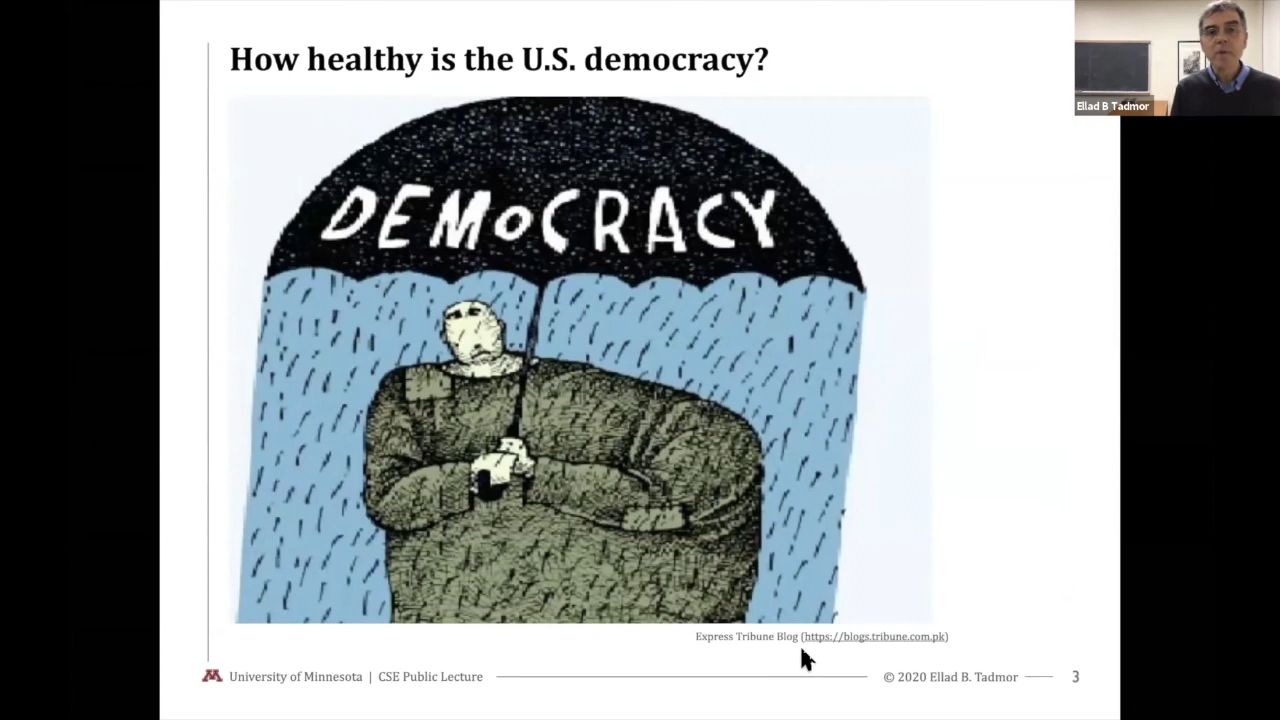 How healthy is the U.S. democracy?
Ellad B Tadmor
DEMOCRACY
Express Tribune Blog (https://blogs.tribune.com.pk)
University of Minnesota | CSE Public Lecture
© 2020 Ellad B. Tadmor
3